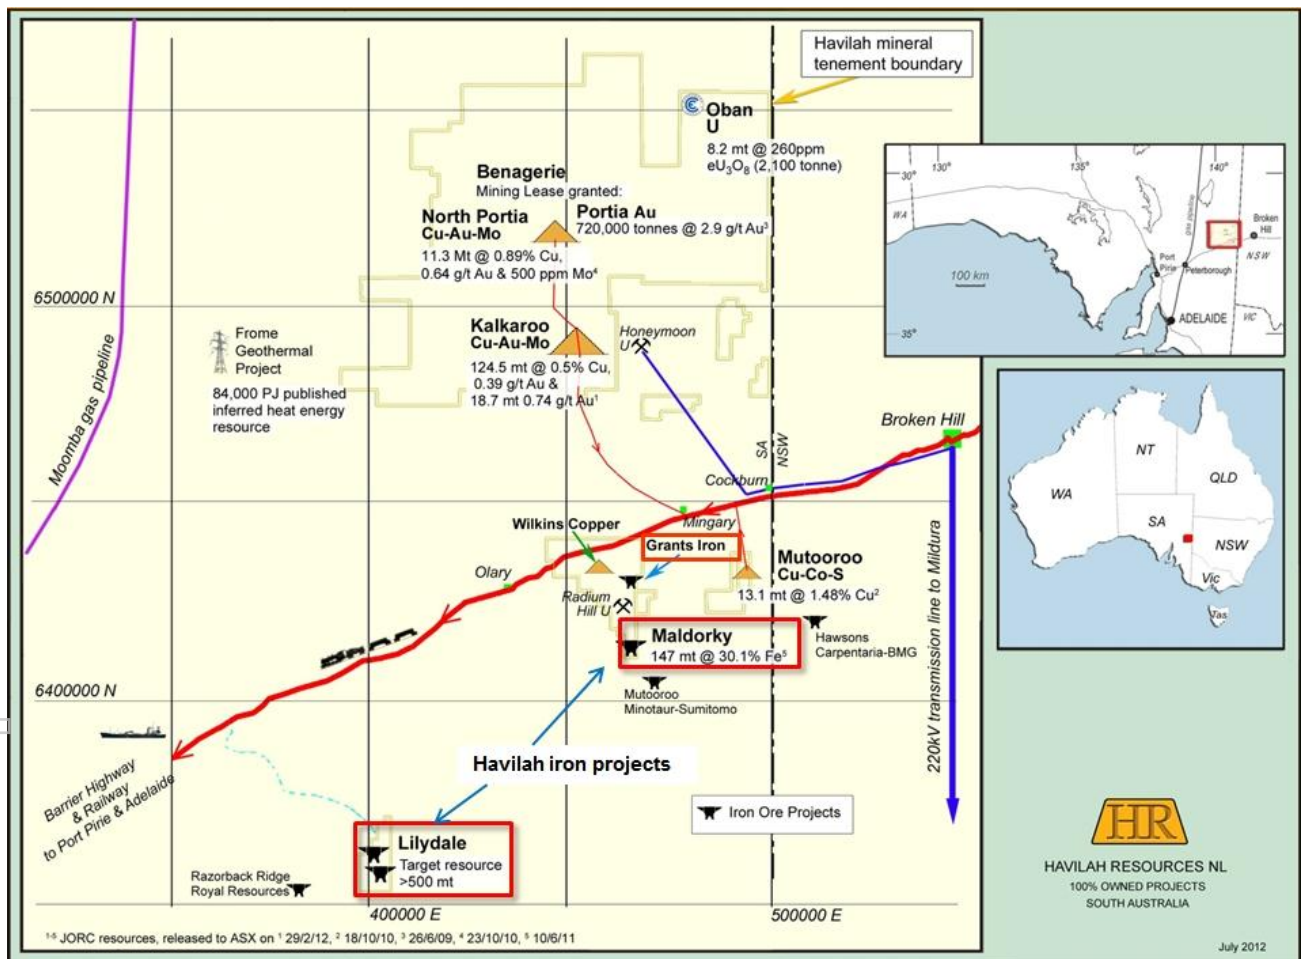 Havilah mineral
tenement boundary
Oban
U
8.2 mt @ 260ppm
eU₃O₈ (2,100 tonne)
Benagerie
Mining Lease granted:
North Portia
Cu-Au-Mo
Portia Au
720,000 tonnes @ 2.9 g/t Au³
11.3 Mt @ 0.89% Cu,
0.64 g/t Au & 500 ppm Mo⁴
6500000 N
Kalkaroo
Cu-Au-Mo
Honeymoon
U
124.5 mt @ 0.5% Cu,
0.39 g/t Au &
18.7 mt 0.74 g/t Au¹
Frome
Geothermal
Project
84,000 PJ published
inferred heat energy
resource
Moomba gas pipeline
Broken Hill
SA
NSW
Cockburn
Mingary
Wilkins Copper
Grants Iron
Mutooroo
Cu-Co-S
13.1 mt @ 1.48% Cu²
Olary
Radium
Hill U
Maldorky
147 mt @ 30.1% Fe⁵
Hawsons
Carpentaria-BMG
Mutooroo
Minotaur-Sumitomo
6400000 N
220kV transmission line to Mildura
Havilah iron projects
Barrier Highway
& Railway
to Port Pirie & Adelaide
Iron Ore Projects
Lilydale
Target resource
>500 mt
Razorback Ridge
Royal Resources
400000 E
500000 E
¹⁻⁵ JORC resources, released to ASX on ¹ 29/2/12, ² 18/10/10, ³ 26/6/09, ⁴ 23/10/10, ⁵ 10/6/11
30°
130°
135°
140°
WA
gas pipeline
Broken
Hill
NSW
Port
Pirie
Peterborough
100 km
ADELAIDE
VIC
35°
NT
QLD
WA
SA
NSW
Vic
Tas
HR
HAVILAH RESOURCES NL
100% OWNED PROJECTS
SOUTH AUSTRALIA
July 2012